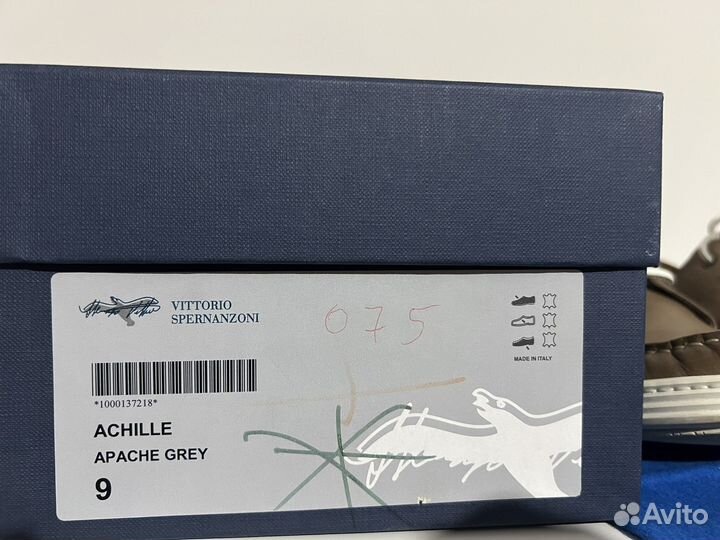 VITTORIO
SPERNANZONI
075
MADE IN ITALY
*1000137218*
ACHILLE
APACHE GREY
9
Avito